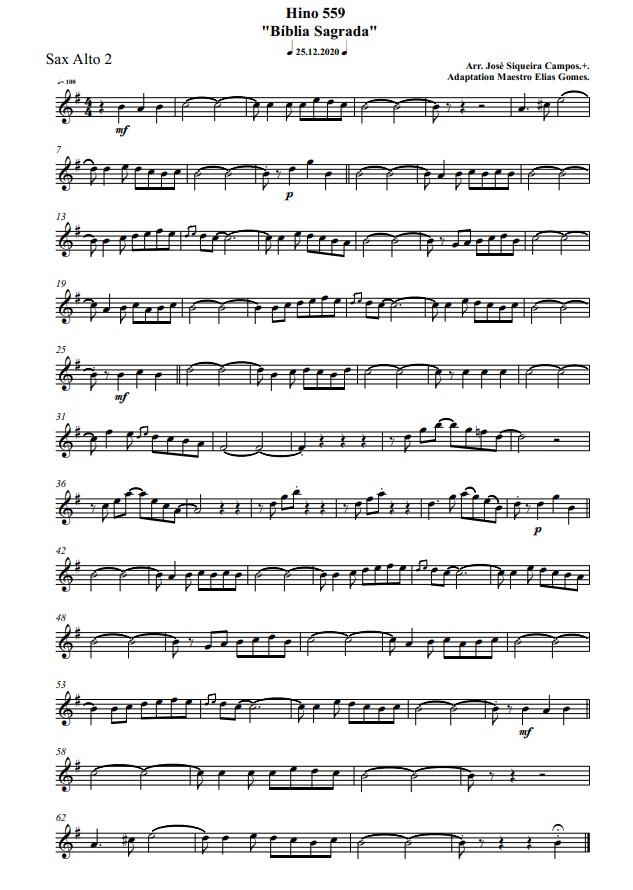 Hino 559
"Bíblia Sagrada"
25.12.2020
Sax Alto 2
Arr. José Siqueira Campos.+.
Adaptation Maestro Elías Gomes.
= 100
mf
7
p
13
19
25
mf
31
36
p
42
48
53
mf
58
62